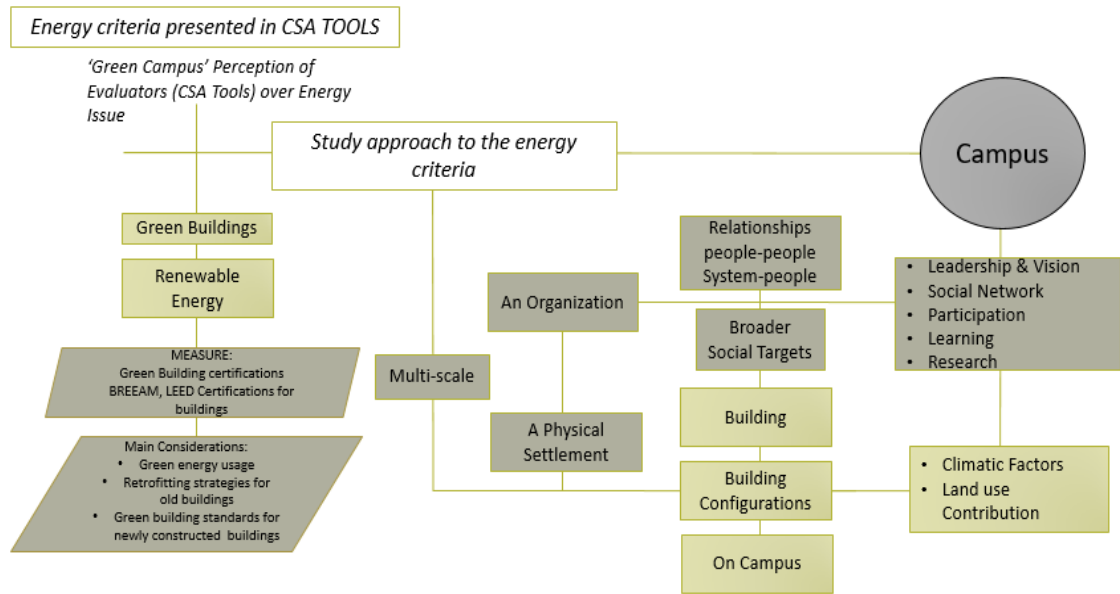 Energy criteria presented in CSA TOOLS
‘Green Campus’ Perception of
Evaluators (CSA Tools) over Energy
Issue
Study approach to the energy
criteria
Campus
Green Buildings
Renewable
Energy
MEASURE:
Green Building certifications
BREEAM, LEED Certifications for
buildings
Main Considerations:
• Green energy usage
• Retrofitting strategies for
old buildings
• Green building standards for
newly constructed buildings
Multi-scale
An Organization
A Physical
Settlement
Relationships
people-people
System-people
Broader
Social Targets
Building
Building
Configurations
On Campus
• Leadership & Vision
• Social Network
• Participation
• Learning
• Research
• Climatic Factors
• Land use
Contribution